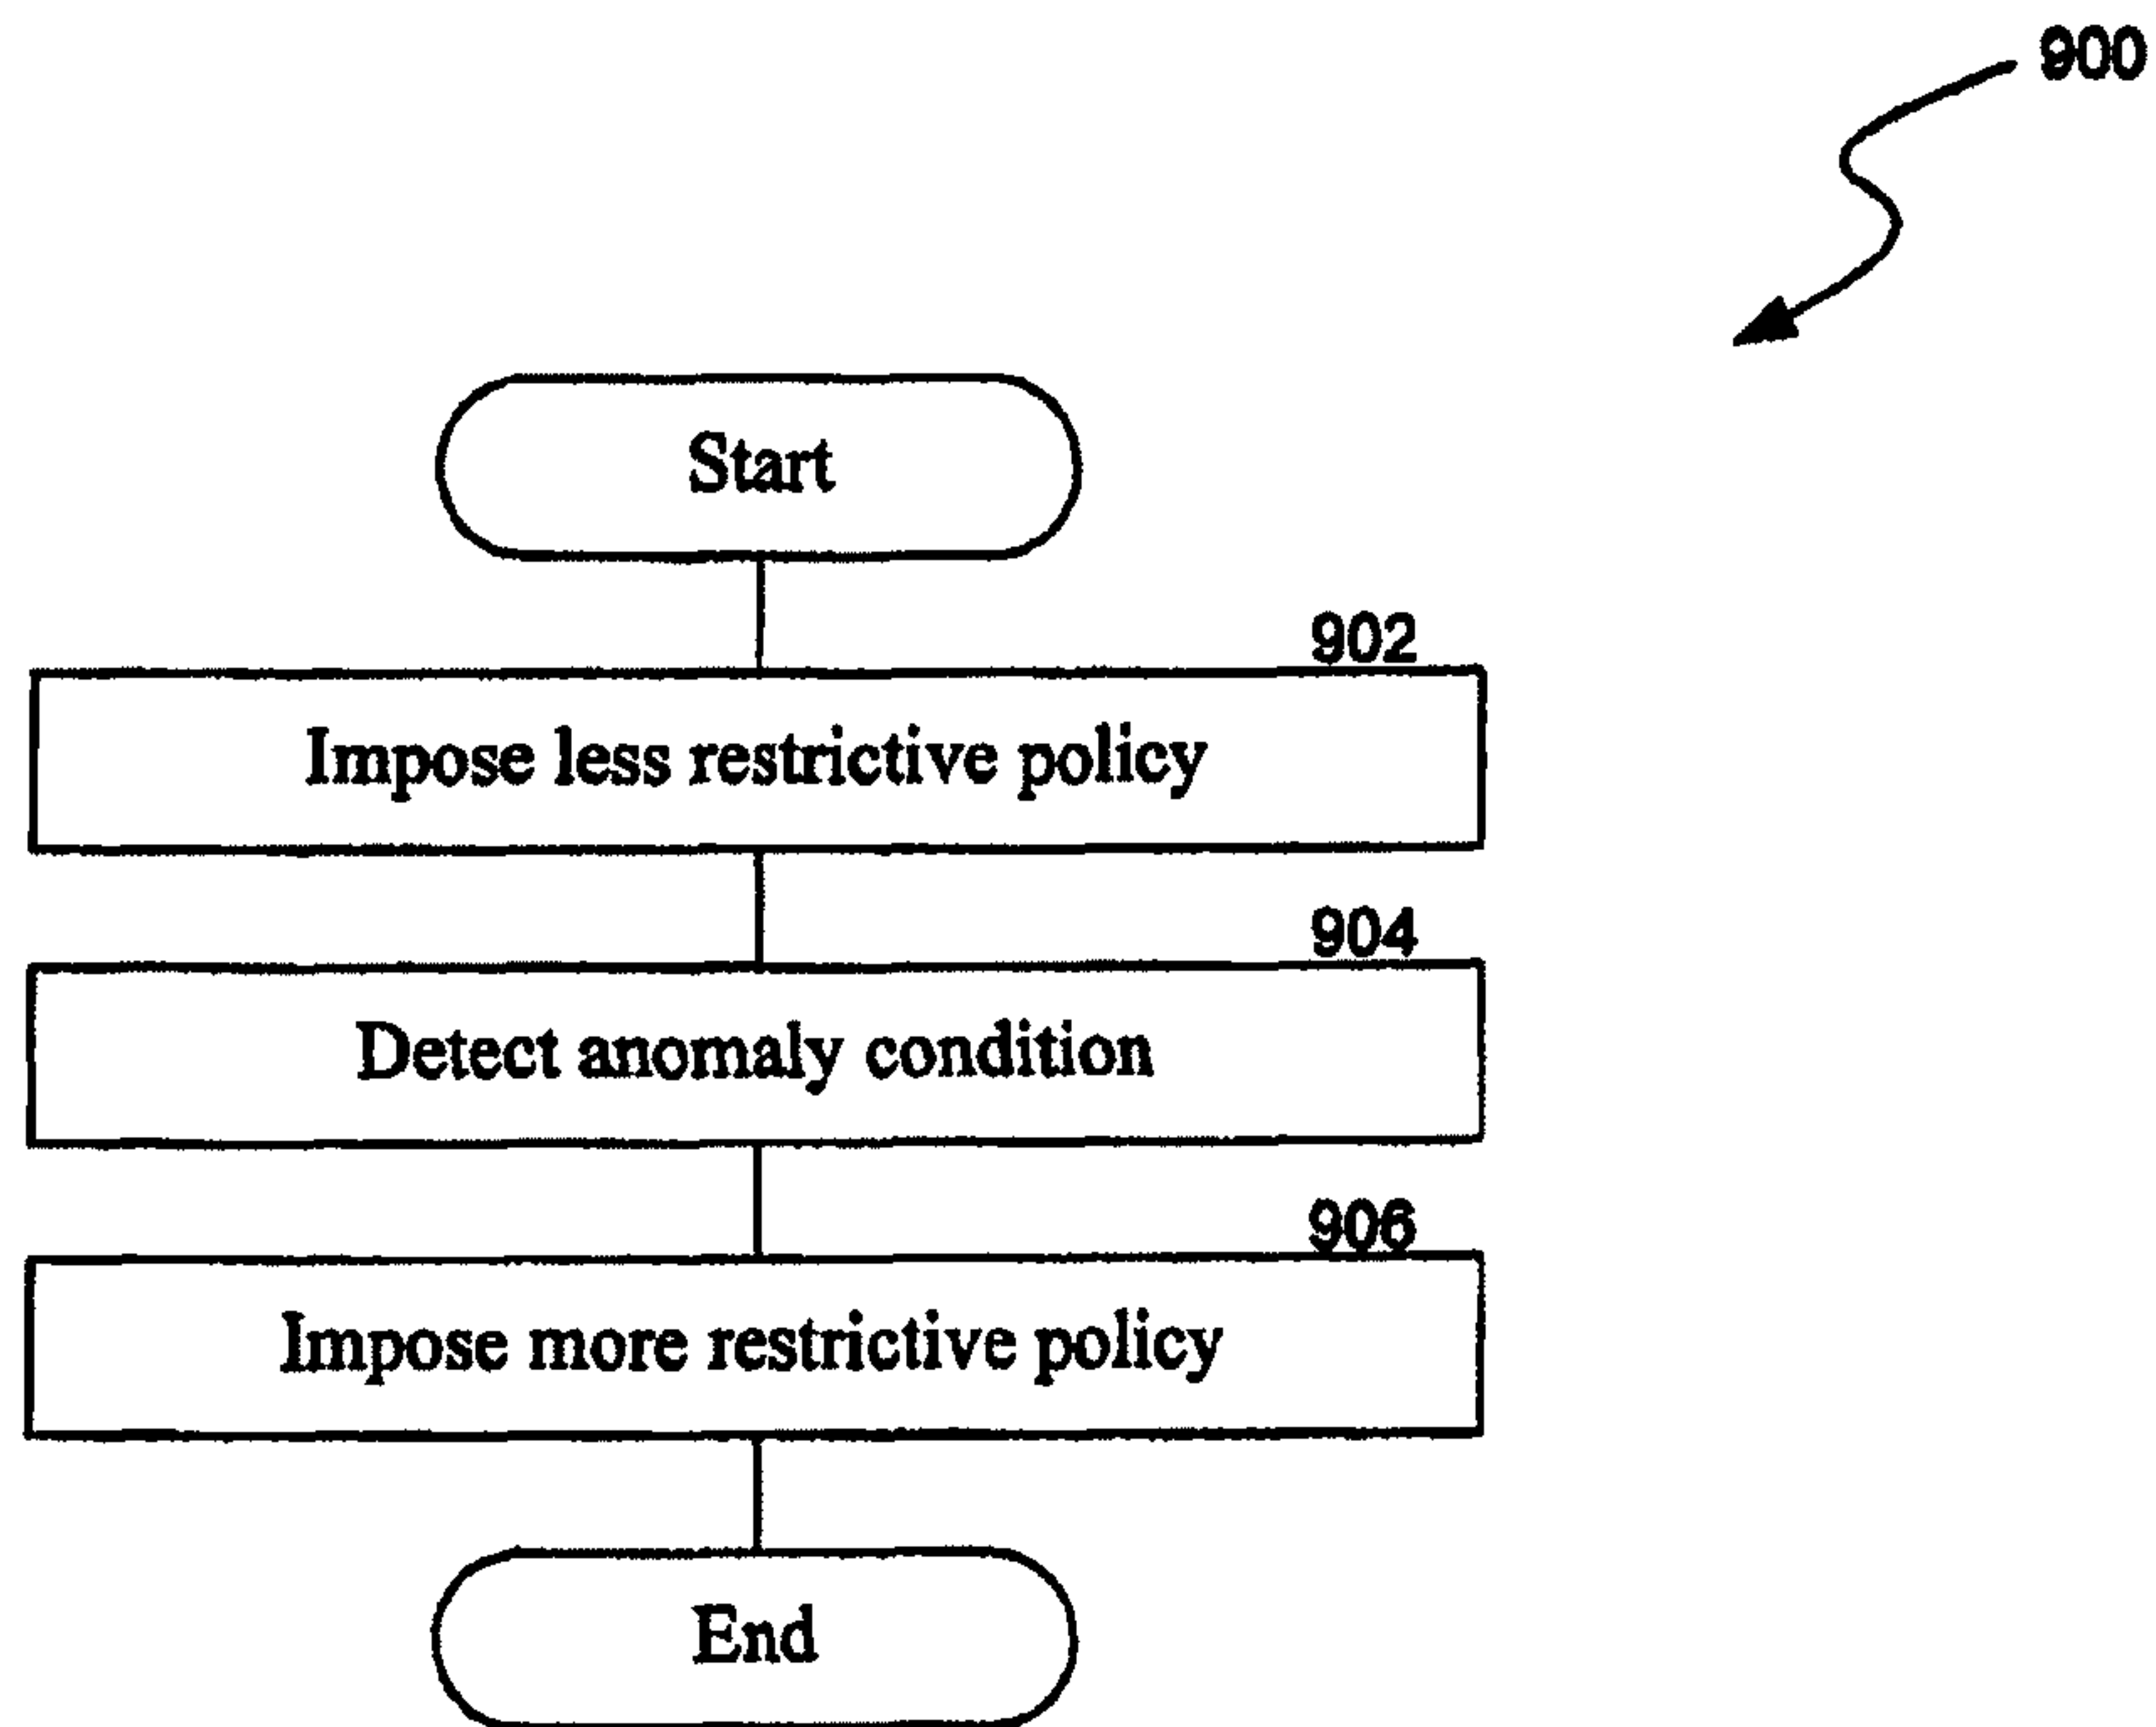 900
Start
902
Impose less restrictive policy
904
Detect anomaly condition
906
Impose more restrictive policy
End